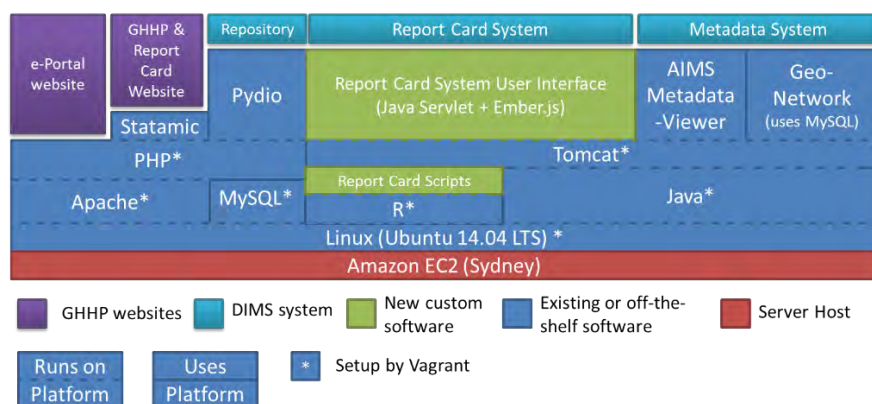 e-Portal
website
GHHP &
Report
Card
Website
Repository
Report Card System
Metadata System
Statamic
Pydio
Report Card System User Interface
(Java Servlet + Ember.js)
AIMS
Metadata
-Viewer
Geo-
Network
(uses MySQL)
PHP*
Tomcat*
Apache*
MySQL*
Report Card Scripts
R*
Java*
Linux (Ubuntu 14.04 LTS) *
Amazon EC2 (Sydney)
GHHP websites
DIMS system
New custom
software
Existing or off-the-
shelf software
Server Host
Runs on
Platform
Uses
Platform
*
Setup by Vagrant